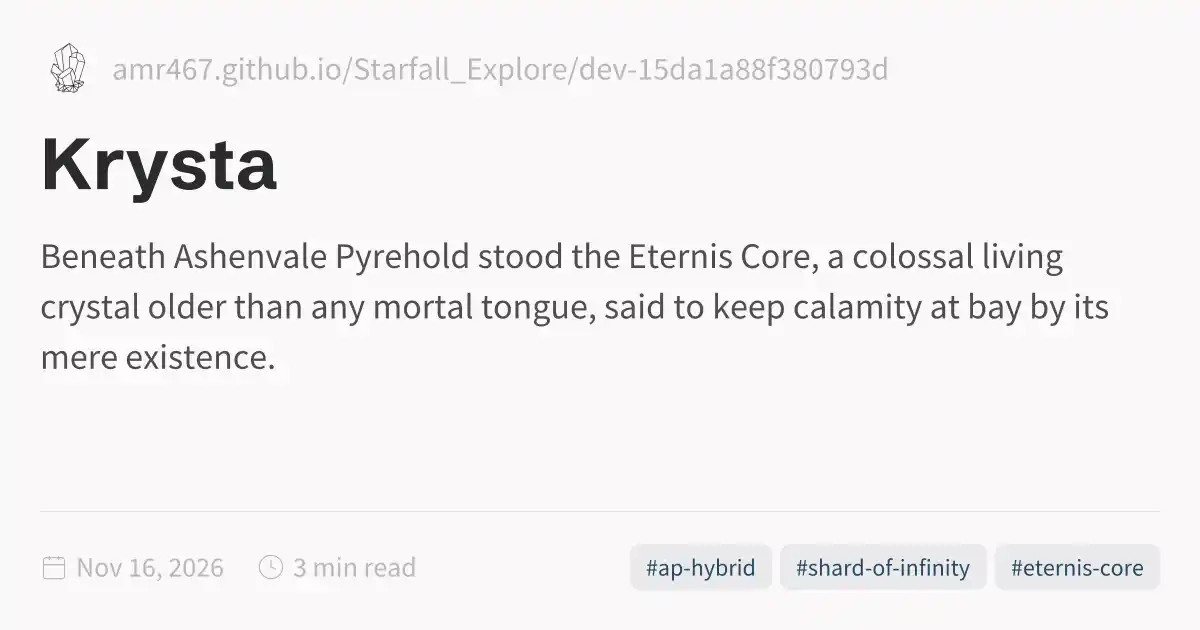 amr467.github.io/Starfall_Explore/dev-15da1a88f380793d
Krysta
Beneath Ashenvale Pyrehold stood the Eternis Core, a colossal living
crystal older than any mortal tongue, said to keep calamity at bay by its
mere existence.
Nov 16, 2026
3 min read
#ap-hybrid
#shard-of-infinity
#eternis-core